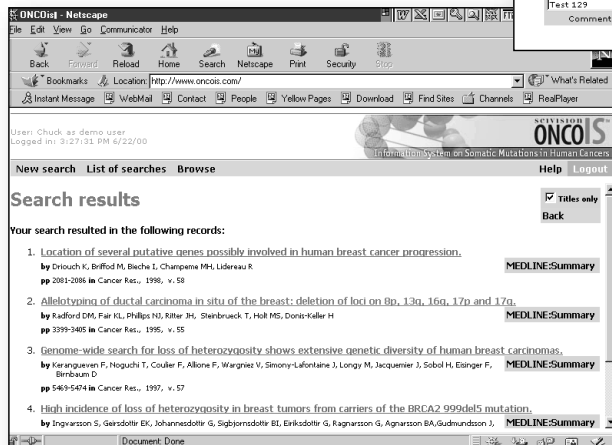 ONCOis - Netscape
Test 129
Comment
File Edit View Go Communicator Help
Back Forward Reload Home Search Netscape Print Security Stop
Bookmarks Location: http://www.oncois.com/ What's Related
Instant Message WebMail Contact People Yellow Pages Download Find Sites Channels RealPlayer
User: Chuck as demo user
Logged in: 3:27:31 PM 6/22/00
SCIVISION
ONCOIS
Information System on Somatic Mutations in Human Cancers
New search List of searches Browse Help Logout
Search results
Titles only
Back
Your search resulted in the following records:
1. Location of several putative genes possibly involved in human breast cancer progression.
by Driouch K, Briffod M, Bieche I, Champeme MH, Lidereau R MEDLINE:Summary
pp 2081-2086 in Cancer Res., 1998, v. 58
2. Allelotyping of ductal carcinoma in situ of the breast: deletion of loci on 8p, 13q, 16q, 17p and 17q.
by Radford DM, Fair KL, Phillips NJ, Ritter JH, Steinbrueck T, Holt MS, Donis-Keller H MEDLINE:Summary
pp 3399-3405 in Cancer Res., 1995, v. 55
3. Genome-wide search for loss of heterozygosity shows extensive genetic diversity of human breast carcinomas.
by Kerangueven F, Noguchi T, Coulier F, Allione F, Wargniez V, Simony-Lafontaine J, Longy M, Jacquemier J, Sobol H, Eisinger F, MEDLINE:Summary
Birnbaum D
pp 5469-5474 in Cancer Res., 1997, v. 57
4. High incidence of loss of heterozygosity in breast tumors from carriers of the BRCA2 999del5 mutation.
by Ingvarsson S, Geirsdottir EK, Johannesdottir G, Sigbjornsdottir BI, Eiriksdottir G, Ragnarsson G, Agnarsson BA, Gudmundsson J, MEDLINE:Summary
Document: Done